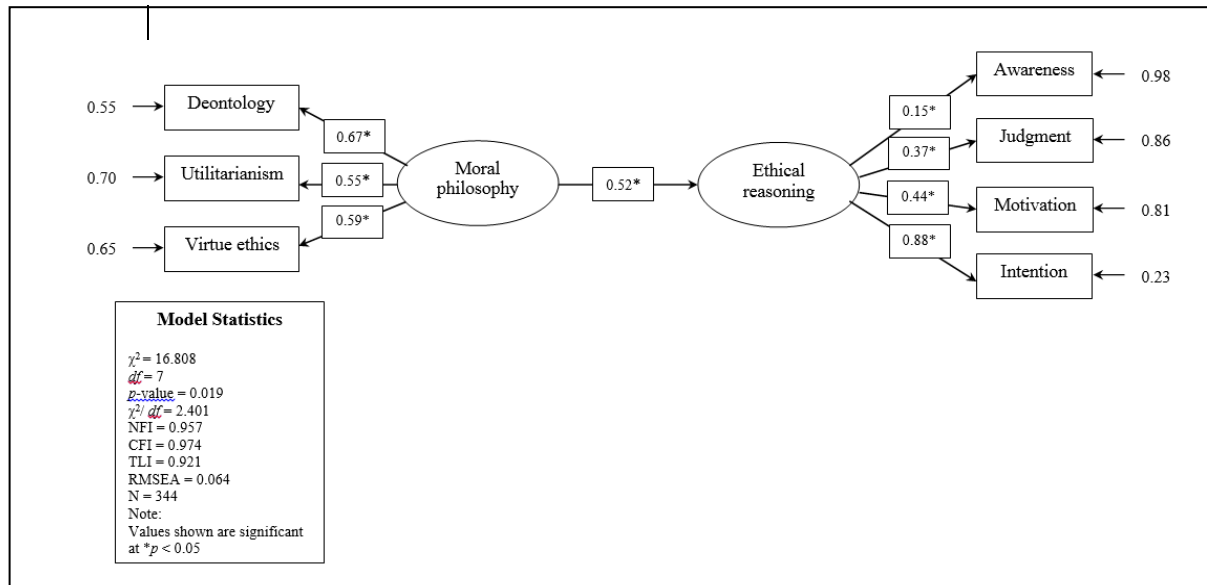 0.55
Deontology
0.67*
0.70
Utilitarianism
0.55*
0.65
Virtue ethics
0.59*
Moral
philosophy
0.52*
Ethical
reasoning
0.15*
Awareness
0.98
0.37*
Judgment
0.86
0.44*
Motivation
0.81
0.88*
Intention
0.23
Model Statistics
χ² = 16.808
df = 7
p-value = 0.019
χ²/ df = 2.401
NFI = 0.957
CFI = 0.974
TLI = 0.921
RMSEA = 0.064
N = 344
Note:
Values shown are significant
at *p < 0.05